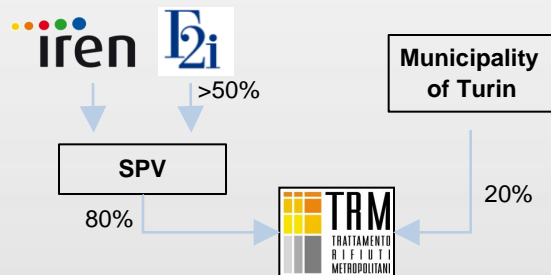 iren
F2i
Municipality
of Turin
>50%
SPV
80%
20%
TRM
TRATTAMENTO
RIFIUTI
METROPOLITANI